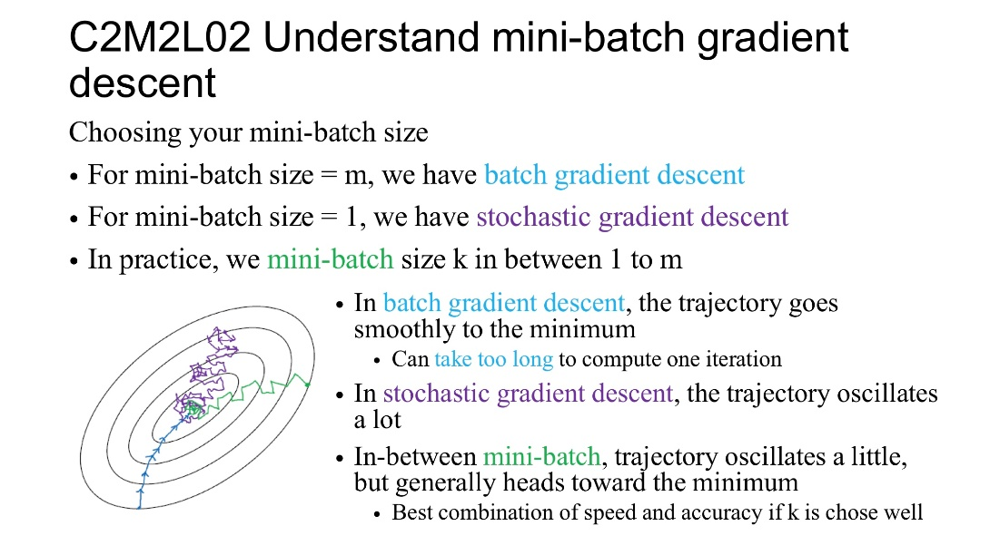 C2M2L02 Understand mini-batch gradient
descent
Choosing your mini-batch size
• For mini-batch size = m, we have batch gradient descent
• For mini-batch size = 1, we have stochastic gradient descent
• In practice, we mini-batch size k in between 1 to m
• In batch gradient descent, the trajectory goes
smoothly to the minimum
• Can take too long to compute one iteration
• In stochastic gradient descent, the trajectory oscillates
a lot
• In-between mini-batch, trajectory oscillates a little,
but generally heads toward the minimum
• Best combination of speed and accuracy if k is chose well